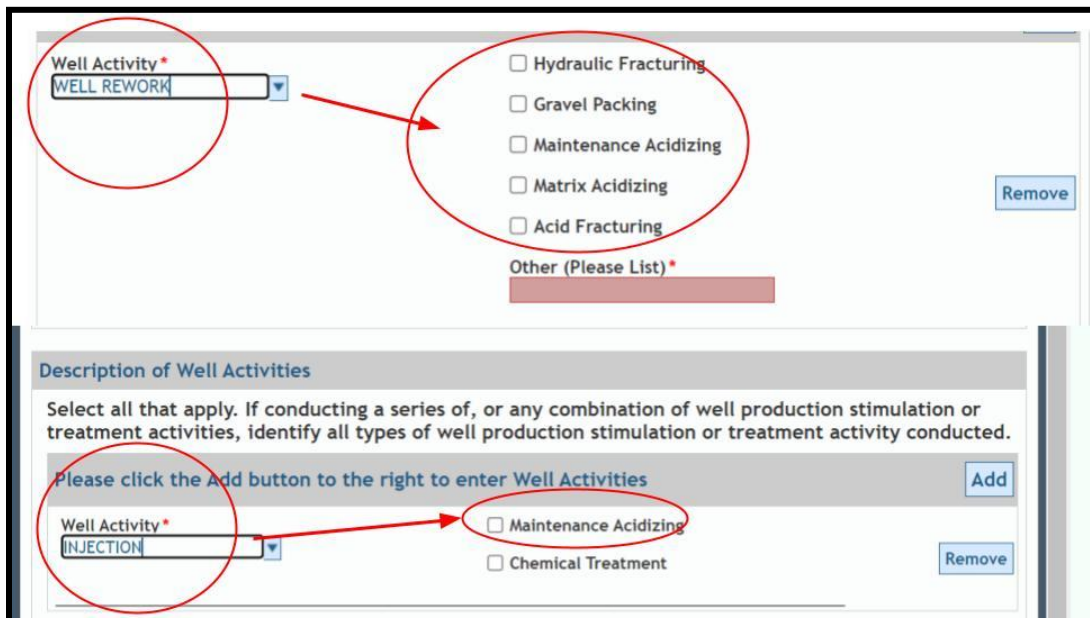 Well Activity*
WELL REWORK
Hydraulic Fracturing
Gravel Packing
Maintenance Acidizing
Matrix Acidizing
Acid Fracturing
Remove
Other (Please List)*
Description of Well Activities
Select all that apply. If conducting a series of, or any combination of well production stimulation or
treatment activities, identify all types of well production stimulation or treatment activity conducted.
Please click the Add button to the right to enter Well Activities
Add
Well Activity*
INJECTION
Maintenance Acidizing
Chemical Treatment
Remove